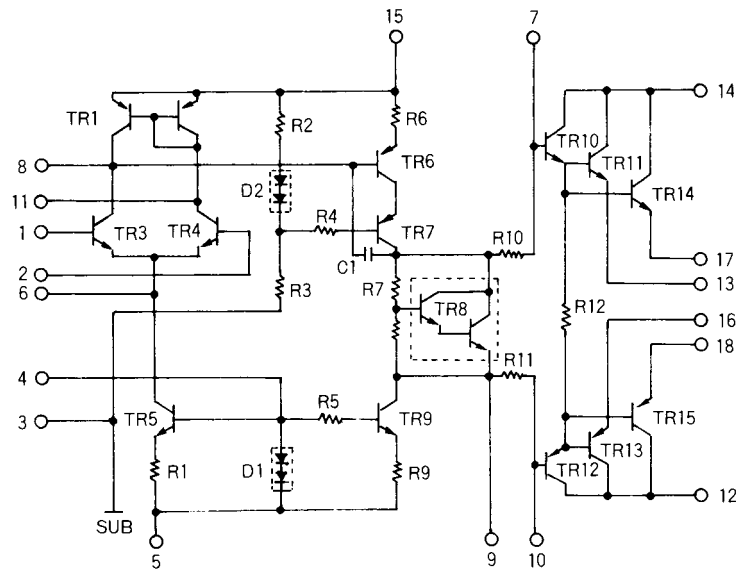 15
7
TR1
R2
R6
TR10
14
8
TR6
TR11
11
D2
TR14
1
TR3
TR4
R4
TR7
R10
17
2
C1
13
6
R3
R7
TR8
R12
16
18
4
R11
TR5
R5
TR9
TR15
3
D1
TR13
R1
R9
TR12
12
SUB
5
9
10